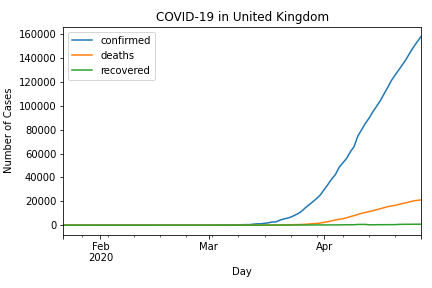 COVID-19 in United Kingdom
confirmed
deaths
recovered
160000
140000
120000
100000
80000
60000
40000
20000
0
Number of Cases
Feb
2020
Mar
Apr
Day